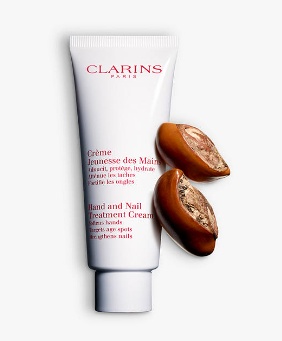 CLARINS
PARIS
Crème
Jeunesse des Mains
Adoucit, protège, hydrate
Atténue les taches
Fortifie les ongles
Hand and Nail
Treatment Cream
Softens hands
Targets age spots
Strengthens nails